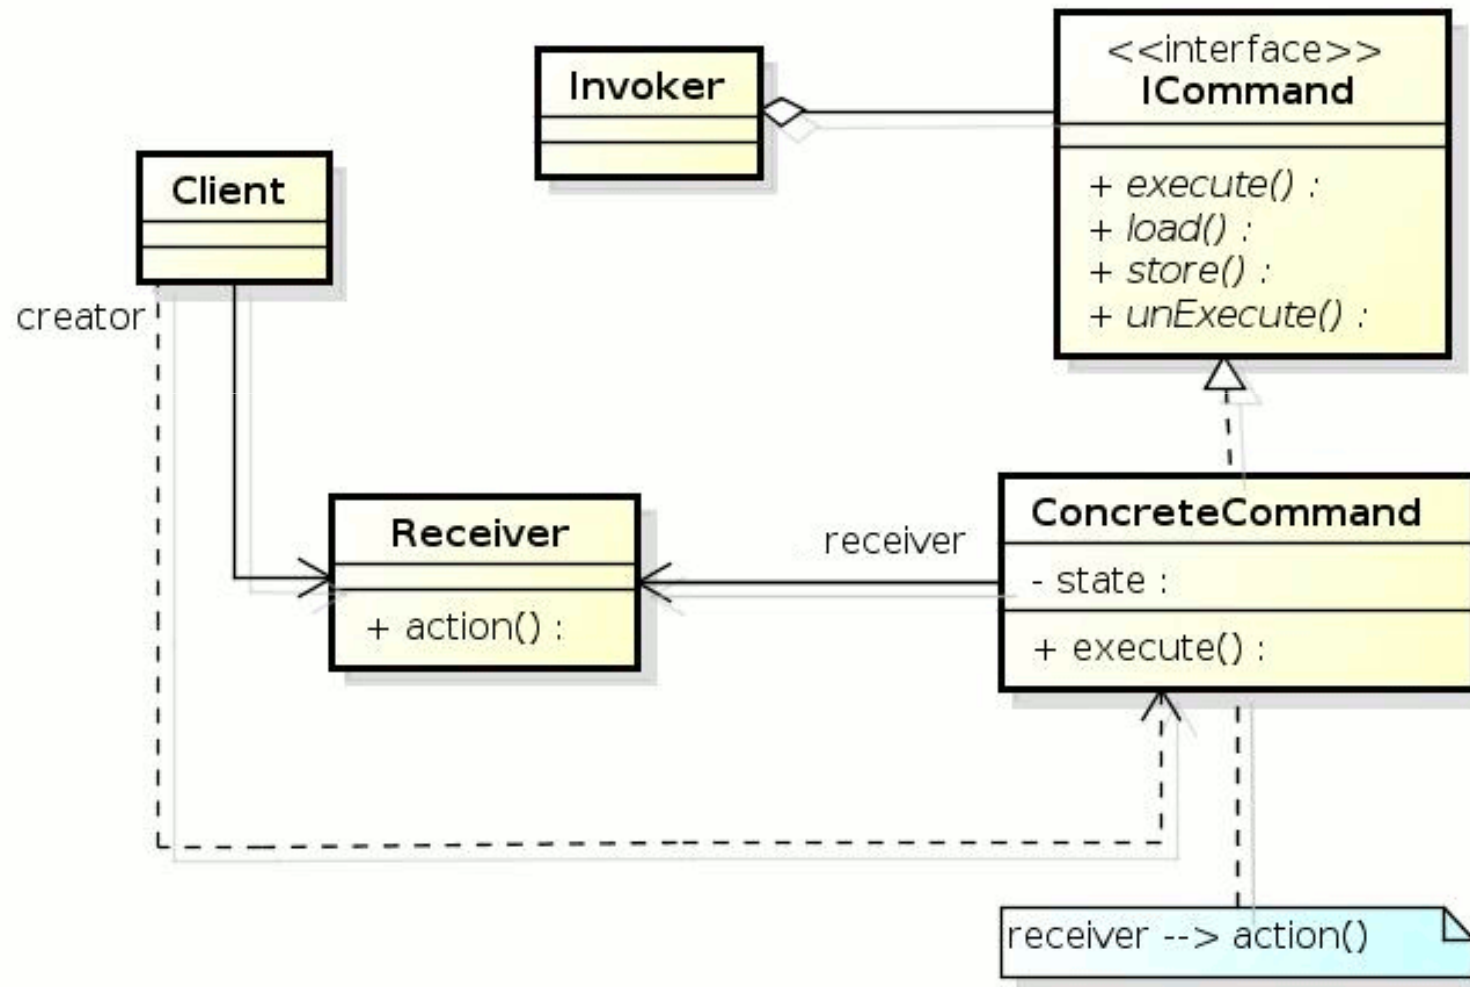 <<interface>>
ICommand
+ execute() :
+ load() :
+ store() :
+ unExecute() :
Invoker
Client
creator
Receiver
+ action() :
receiver
ConcreteCommand
- state :
+ execute() :
receiver --> action()